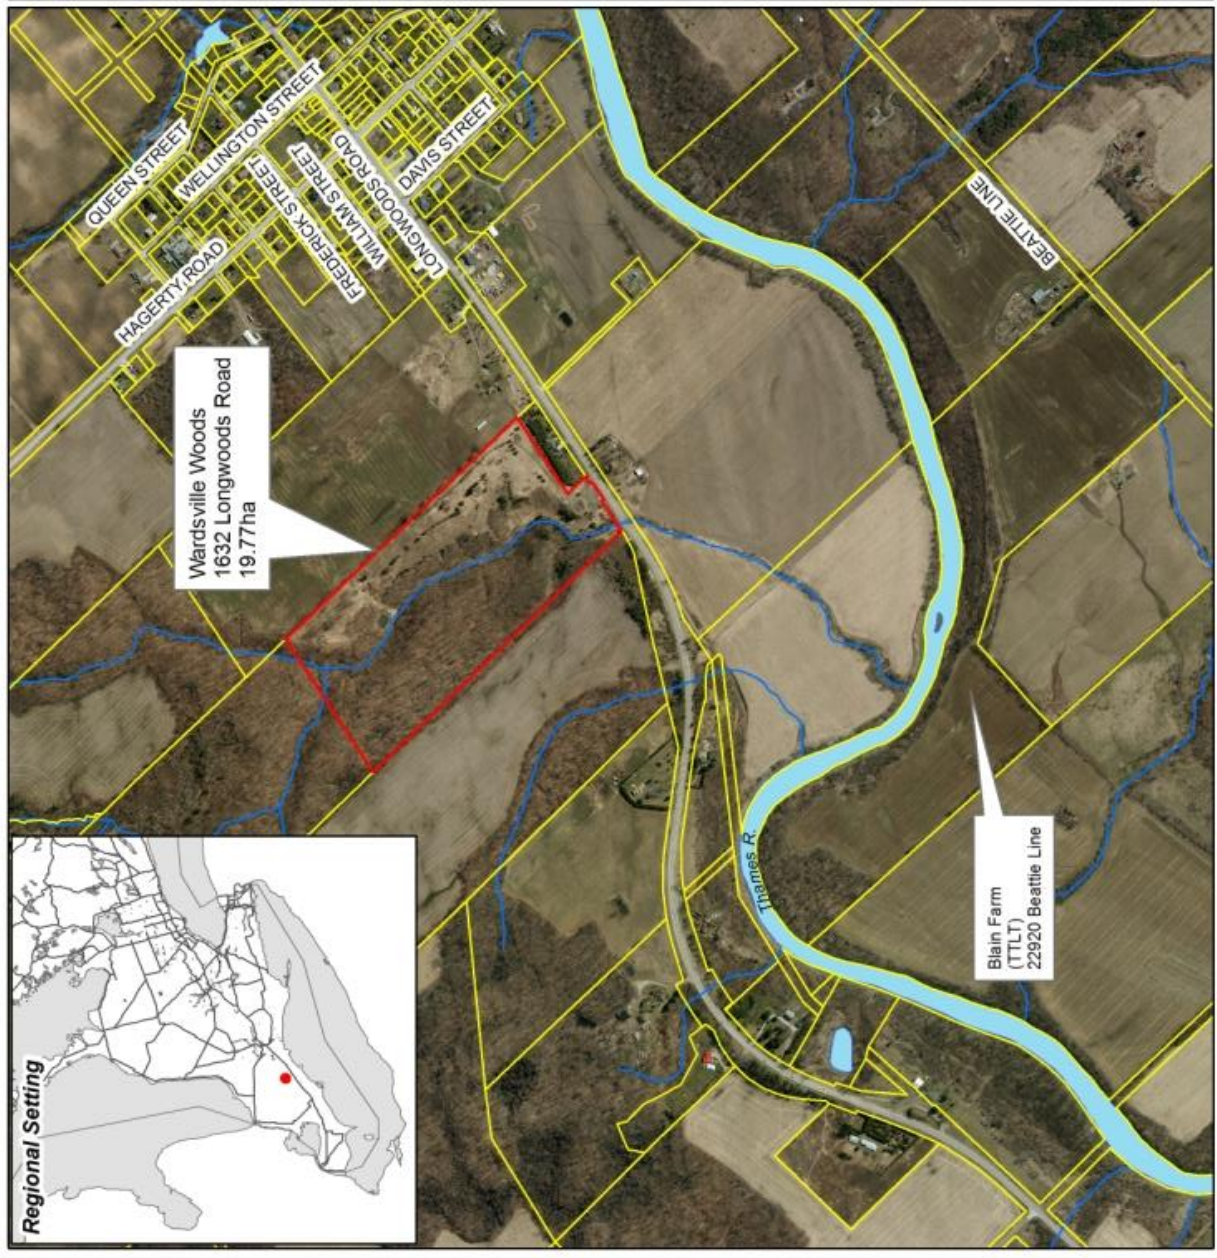 Regional Setting
Wardsville Woods
1632 Longwoods Road
19.77ha
HAGERTY ROAD
QUEEN STREET
WELLINGTON STREET
FREDERICK STREET
WILLIAM STREET
LONGWOODS ROAD
DAVIS STREET
BEATTIE LINE
Thames R.
Blain Farm
(TTLT)
22920 Beattie Line